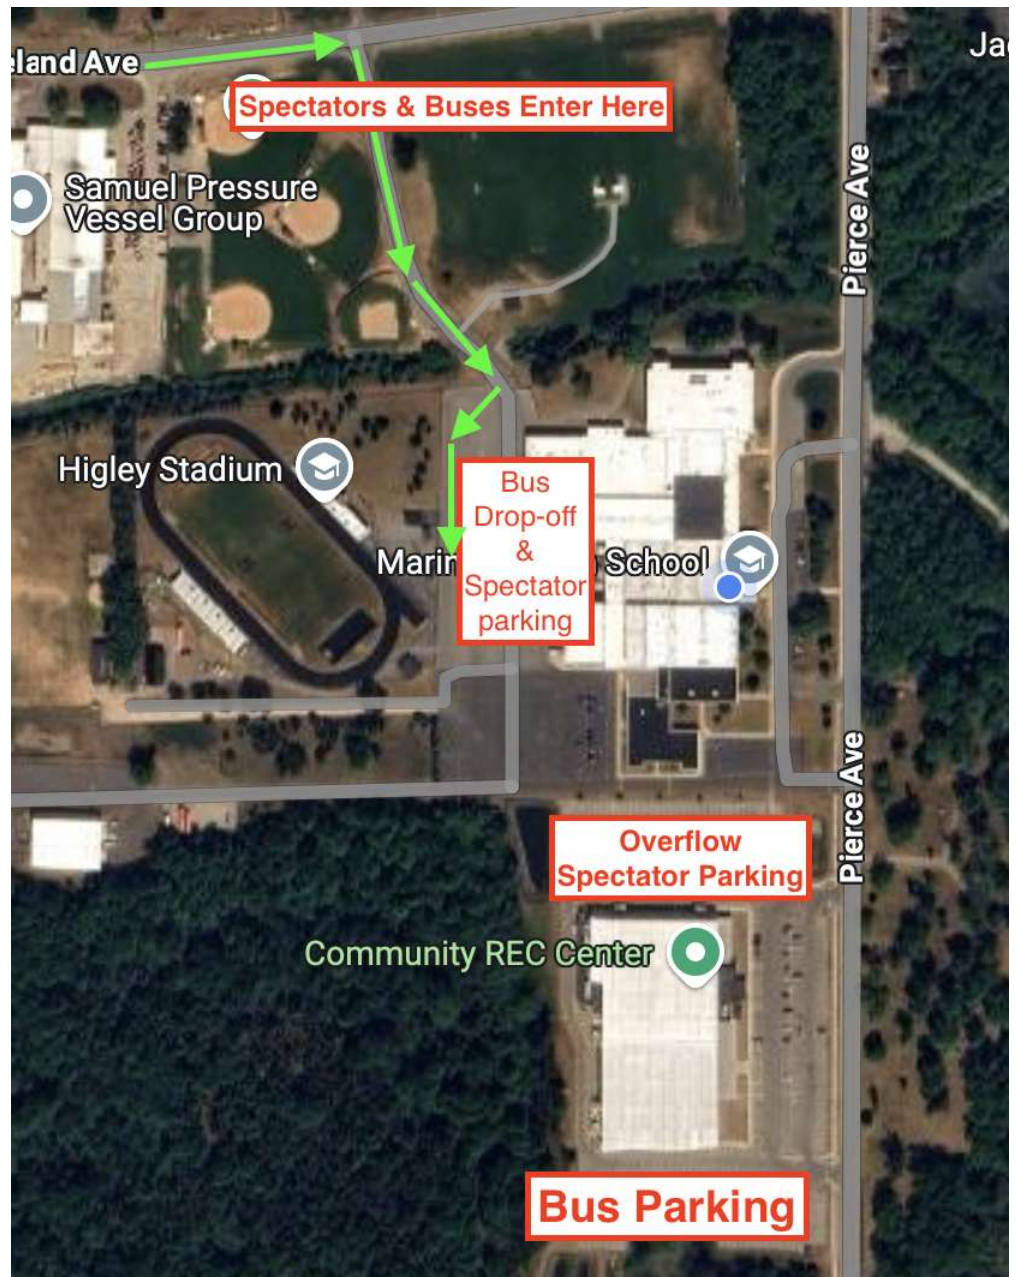 eland Ave
Spectators & Buses Enter Here
Samuel Pressure
Vessel Group
Ja
Pierce Ave
Higley Stadium
Bus
Drop-off
&
Spectator
parking
Marin
School
Pierce Ave
Overflow
Spectator Parking
Community REC Center
Bus Parking